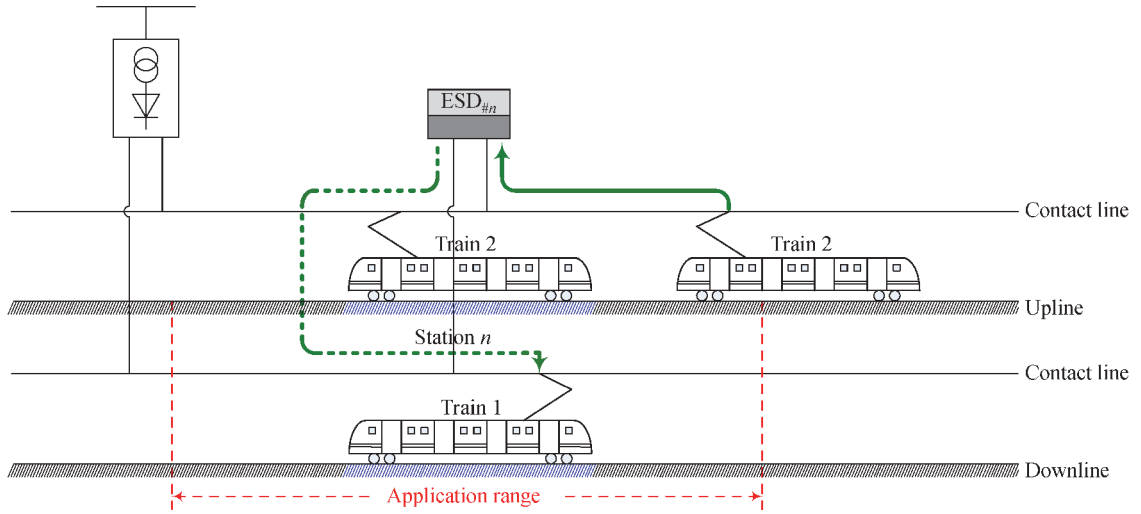 ESD#n
Contact line
Train 2
Train 2
Upline
Station n
Contact line
Train 1
Downline
Application range